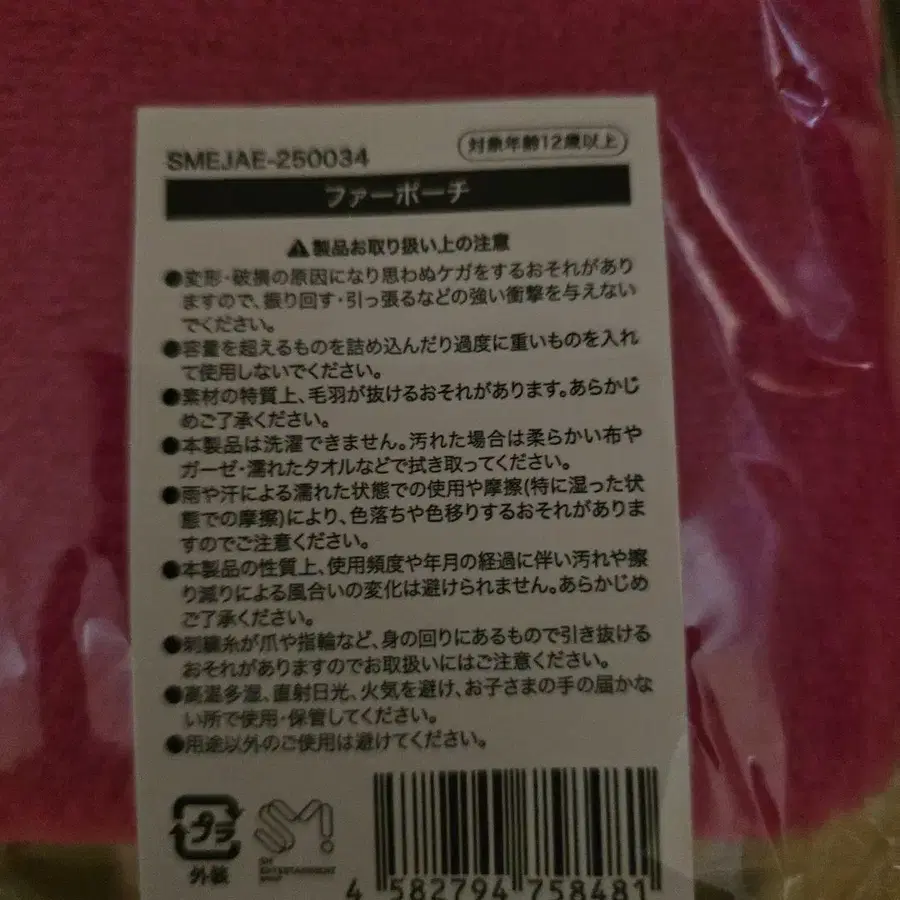 SMEJAE-250034
対象年齢12歳以上
ファーポーチ
⚠製品お取り扱い上の注意
●変形・破損の原因になり思わぬケガをするおそれがあり
ますので、振り回す・引っ張るなどの強い衝撃を与えない
でください。
●容量を超えるものを詰め込んだり過度に重いものを入れ
て使用しないでください。
●素材の特質上、毛羽が抜けるおそれがあります。あらかじ
めご了承ください。
●本製品は洗濯できません。汚れた場合は柔らかい布や
ガーゼ・濡れたタオルなどで拭き取ってください。
●雨や汗による濡れた状態での使用や摩擦(特に湿った状
態での摩擦)により、色落ちや色移りするおそれがありま
すのでご注意ください。
●本製品の性質上、使用頻度や年月の経過に伴い汚れや擦
り減りによる風合いの変化は避けられません。あらかじめ
ご了承ください。
●刺繍糸が爪や指輪など、身の回りにあるもので引き抜ける
おそれがありますのでお取扱いにはご注意ください。
●高温多湿、直射日光、火気を避け、お子さまの手の届かな
い所で使用・保管してください。
●用途以外のご使用は避けてください。
プラ
外装
SM
SM
ENTERTAINMENT
4 582794 758481